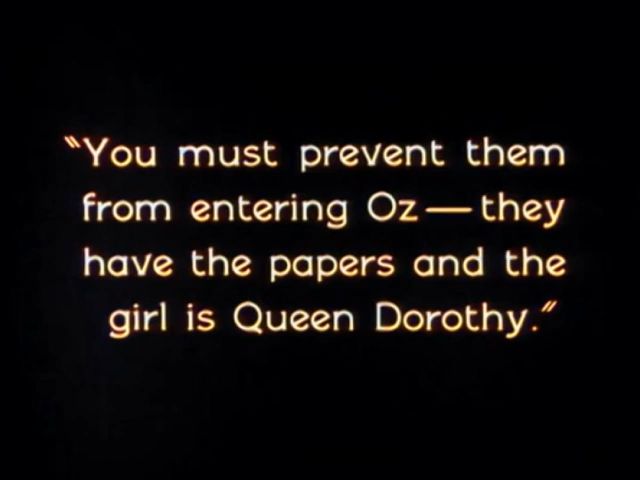 "You must prevent them
from entering Oz — they
have the papers and the
girl is Queen Dorothy."